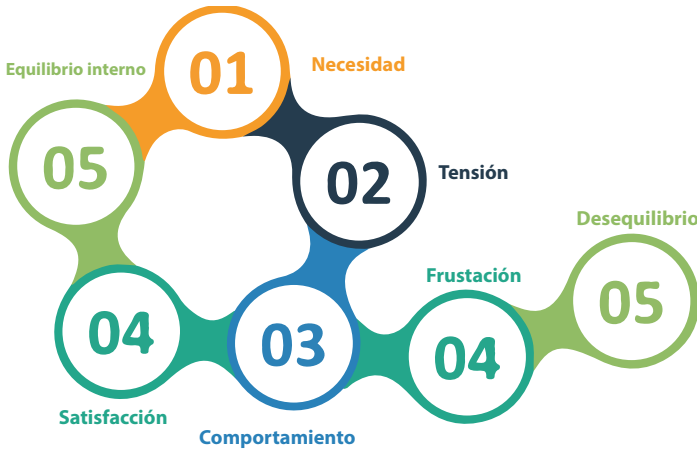 01
Necesidad
Equilibrio interno
05
02
Tensión
Desequilibrio
Frustación
05
04
03
04
Satisfacción
Comportamiento